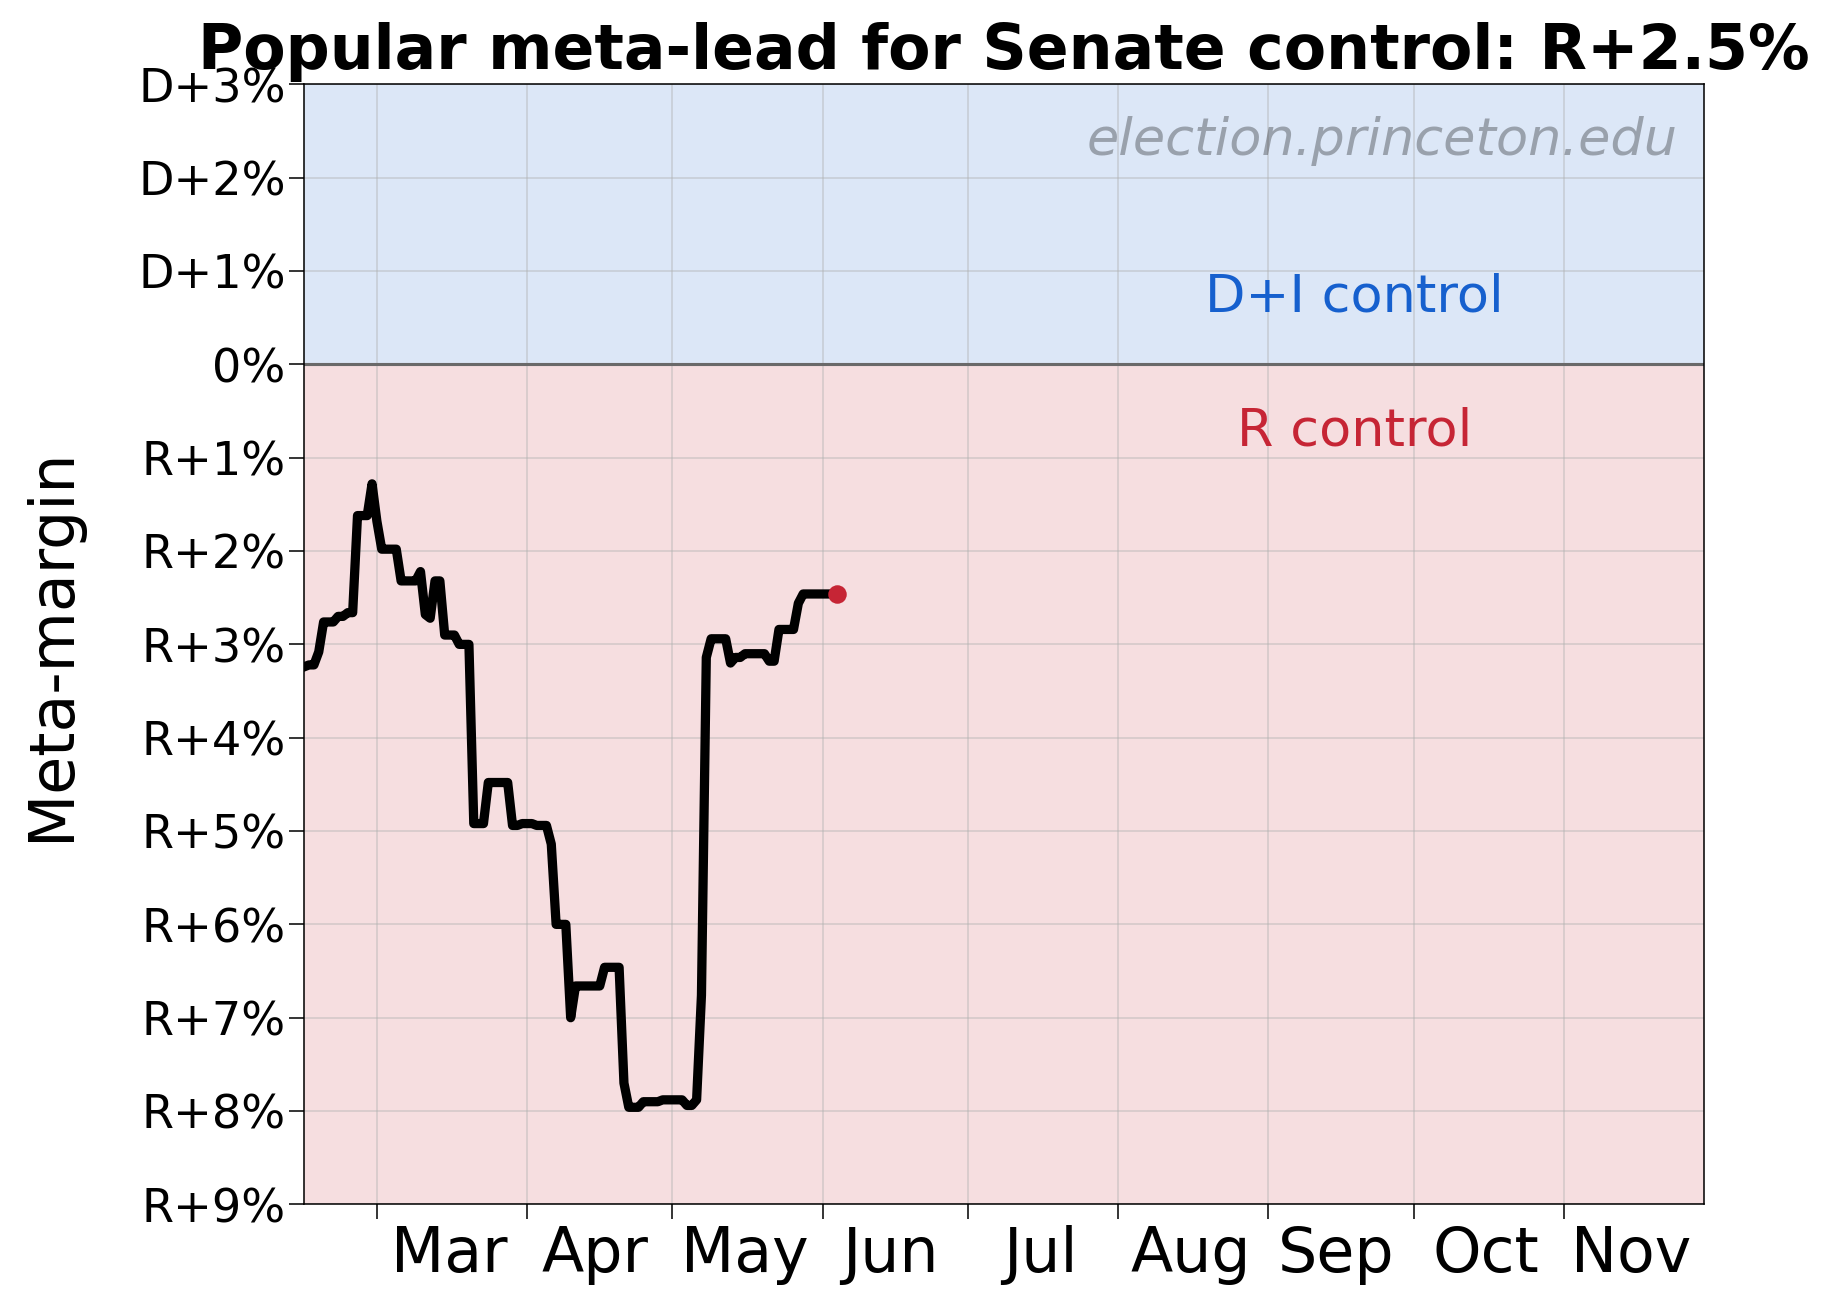 Popular meta-lead for Senate control: R+2.5%
D+3%
election.princeton.edu
D+2%
D+1%
D+I control
0%
R control
R+1%
R+2%
R+3%
R+4%
R+5%
R+6%
R+7%
R+8%
R+9%
Meta-margin
Mar Apr May Jun Jul Aug Sep Oct Nov